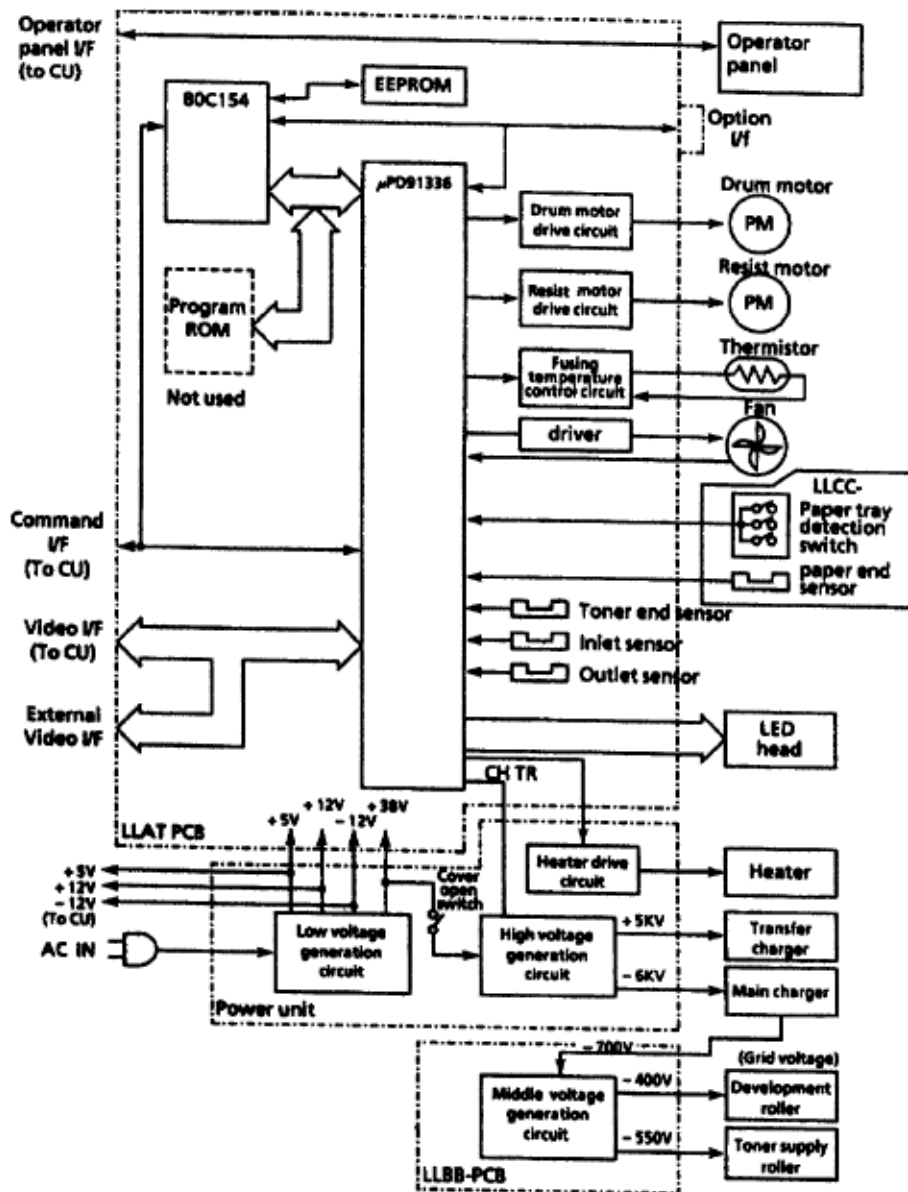 Operator
panel I/F
(to CU)
Operator
panel
80C154
EEPROM
Option
I/f
μPD91336
Drum motor
drive circuit
Drum motor
PM
Resist motor
drive circuit
Resist motor
PM
Program
ROM
Not used
Fusing
temperature
control circuit
Thermistor
Fan
driver
LLCC-
Paper tray
detection
switch
paper end
sensor
Command
I/F
(To CU)
Toner end sensor
Inlet sensor
Outlet sensor
Video I/F
(To CU)
External
Video I/F
LED
head
CH TR
+5V
+12V
-12V
+38V
LLAT PCB
+5V
+12V
-12V
(To CU)
AC IN
Low voltage
generation
circuit
Cover
open
switch
Heater drive
circuit
Heater
High voltage
generation
circuit
+5KV
Transfer
charger
-6KV
Main charger
Power unit
-700V
(Grid voltage)
Middle voltage
generation
circuit
-400V
Development
roller
-550V
Toner supply
roller
LLBB-PCB